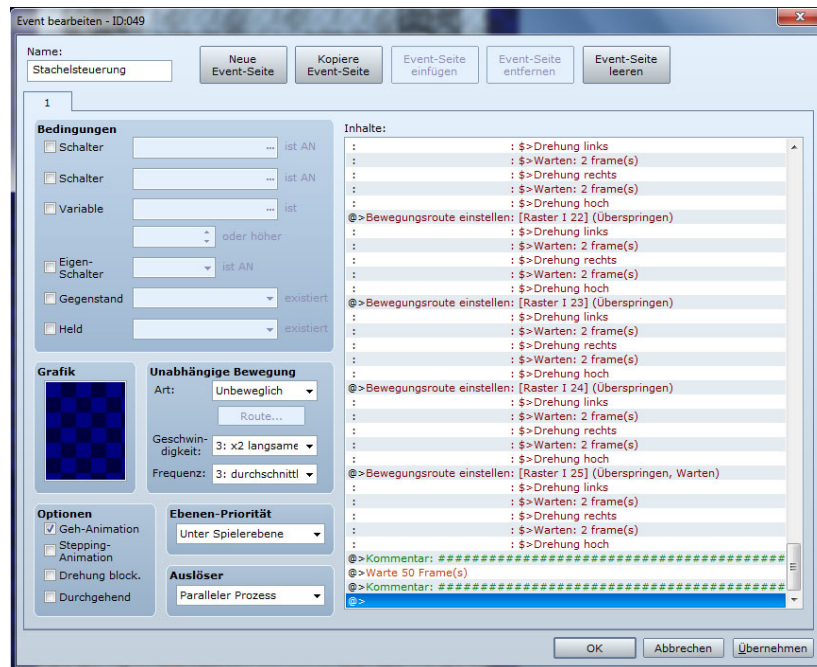 Event bearbeiten - ID:049
Name:
Stachelsteuerung
Neue
Event-Seite
Kopiere
Event-Seite
Event-Seite
einfügen
Event-Seite
entfernen
Event-Seite
leeren
1
Bedingungen
Schalter ... ist AN
Schalter ... ist AN
Variable ... ist
oder höher
Eigen-
Schalter
ist AN
Gegenstand existiert
Held existiert
Grafik
Unabhängige Bewegung
Art: Unbeweglich
Route...
Geschwin-
digkeit:
3: x2 langsame
Frequenz: 3: durchschnittl
Optionen
Geh-Animation
Stepping-
Animation
Drehung block.
Durchgehend
Ebenen-Priorität
Unter Spielerebene
Auslöser
Paralleler Prozess
Inhalte:
: : $>Drehung links
: : $>Warten: 2 frame(s)
: : $>Drehung rechts
: : $>Warten: 2 frame(s)
: : $>Drehung hoch
@>Bewegungsroute einstellen: [Raster I 22] (Überspringen)
: : $>Drehung links
: : $>Warten: 2 frame(s)
: : $>Drehung rechts
: : $>Warten: 2 frame(s)
: : $>Drehung hoch
@>Bewegungsroute einstellen: [Raster I 23] (Überspringen)
: : $>Drehung links
: : $>Warten: 2 frame(s)
: : $>Drehung rechts
: : $>Warten: 2 frame(s)
: : $>Drehung hoch
@>Bewegungsroute einstellen: [Raster I 24] (Überspringen)
: : $>Drehung links
: : $>Warten: 2 frame(s)
: : $>Drehung rechts
: : $>Warten: 2 frame(s)
: : $>Drehung hoch
@>Bewegungsroute einstellen: [Raster I 25] (Überspringen, Warten)
: : $>Drehung links
: : $>Warten: 2 frame(s)
: : $>Drehung rechts
: : $>Warten: 2 frame(s)
: : $>Drehung hoch
@>Kommentar: #########################################
@>Warte 50 Frame(s)
@>Kommentar: #########################################
@>
OK
Abbrechen
Übernehmen